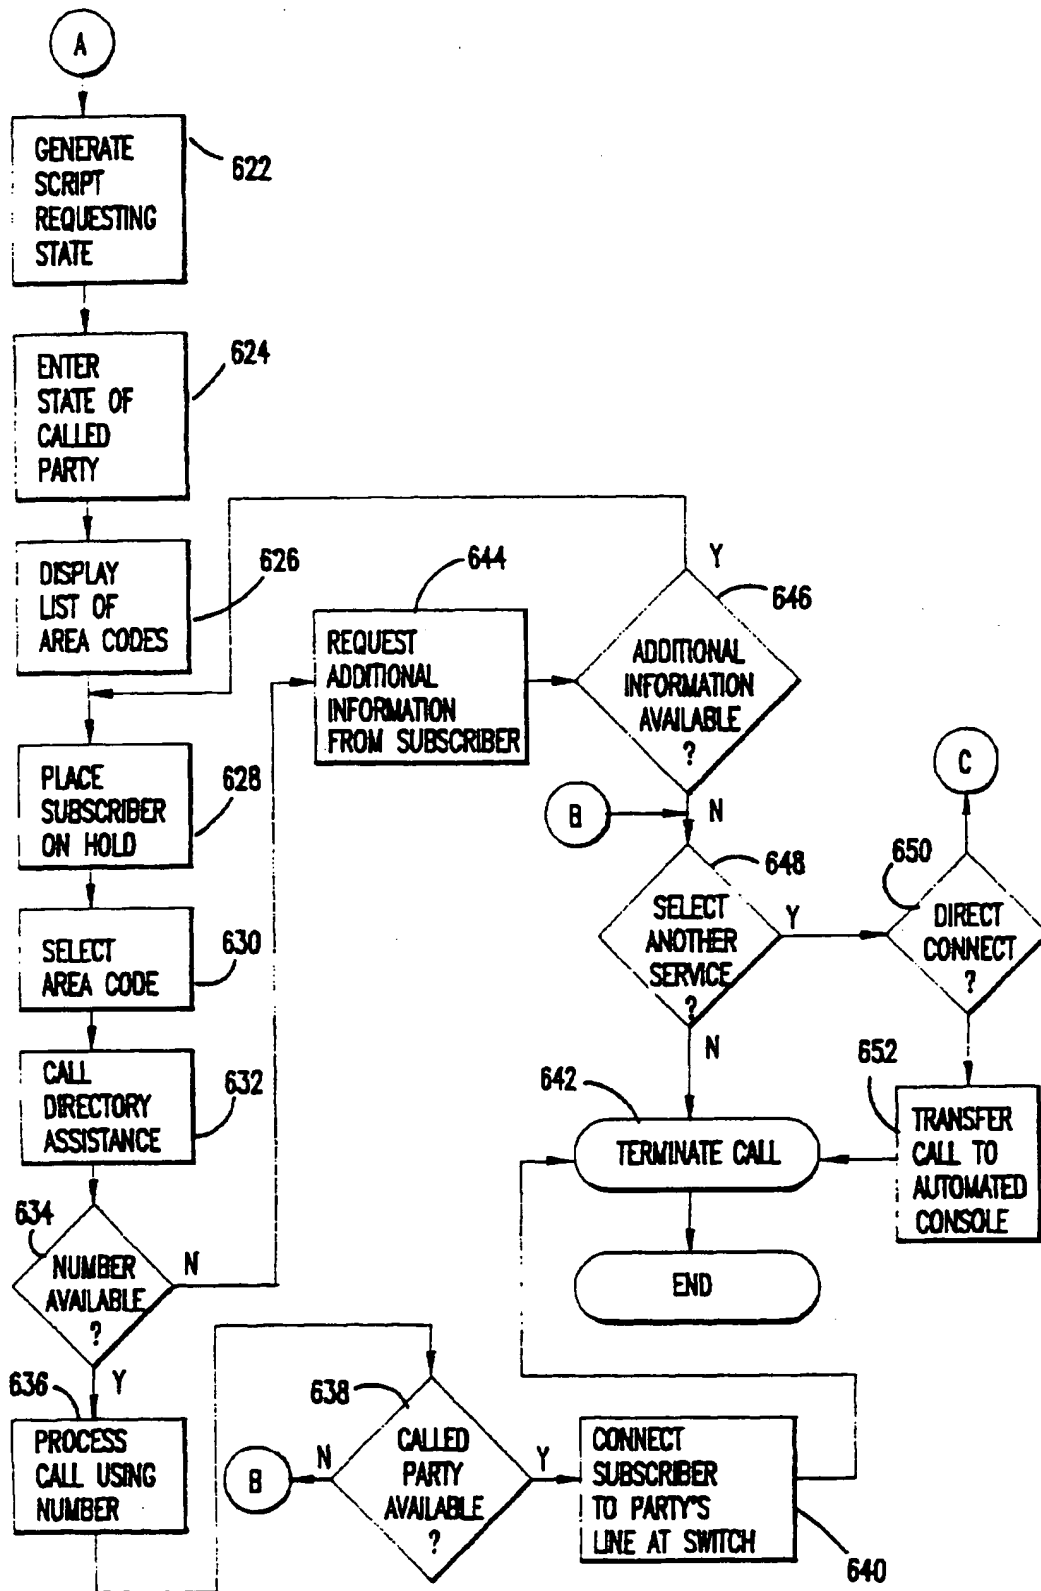 A
GENERATE
SCRIPT
REQUESTING
STATE
622
ENTER
STATE OF
CALLED
PARTY
624
DISPLAY
LIST OF
AREA CODES
626
PLACE
SUBSCRIBER
ON HOLD
628
SELECT
AREA CODE
630
CALL
DIRECTORY
ASSISTANCE
632
634
NUMBER
AVAILABLE
?
N
Y
636
PROCESS
CALL USING
NUMBER
644
REQUEST
ADDITIONAL
INFORMATION
FROM SUBSCRIBER
Y
646
ADDITIONAL
INFORMATION
AVAILABLE
?
N
B
648
SELECT
ANOTHER
SERVICE
?
Y
N
C
650
DIRECT
CONNECT
?
652
TRANSFER
CALL TO
AUTOMATED
CONSOLE
642
TERMINATE CALL
END
638
CALLED
PARTY
AVAILABLE
?
N
B
Y
CONNECT
SUBSCRIBER
TO PARTY'S
LINE AT SWITCH
640